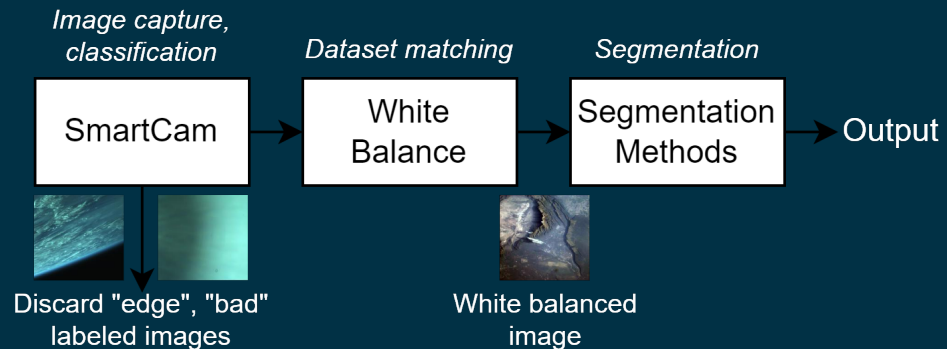 Image capture,
classification
Dataset matching
Segmentation
SmartCam
White
Balance
Segmentation
Methods
Output
Discard "edge", "bad"
labeled images
White balanced
image